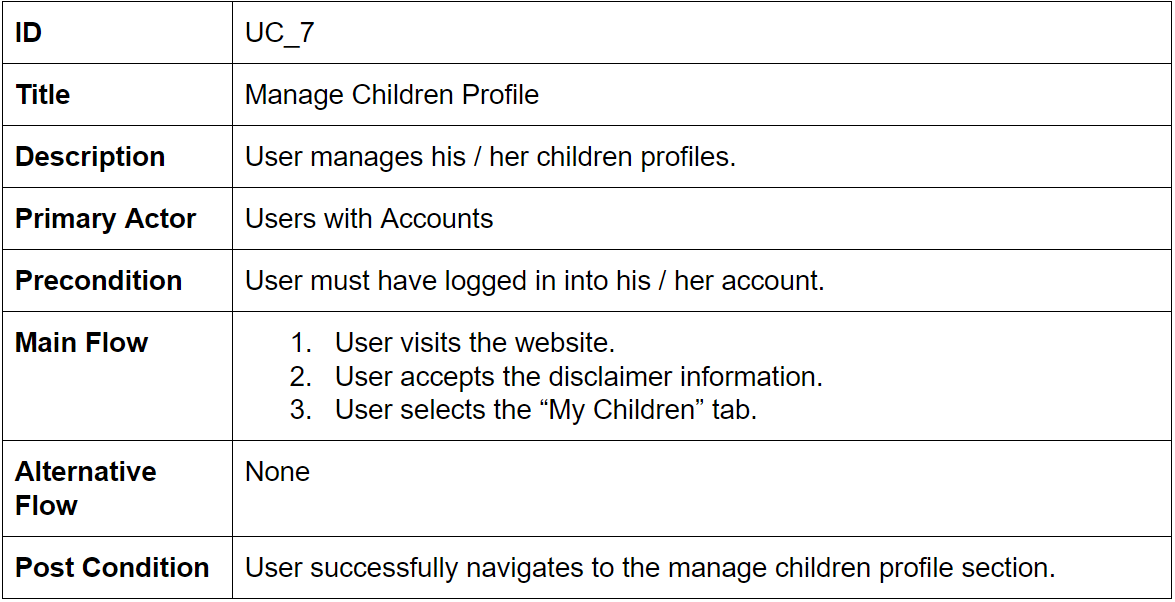 ID UC_7
Title Manage Children Profile
Description User manages his / her children profiles.
Primary Actor Users with Accounts
Precondition User must have logged in into his / her account.
Main Flow 1. User visits the website.
2. User accepts the disclaimer information.
3. User selects the “My Children” tab.
Alternative None
Flow
Post Condition User successfully navigates to the manage children profile section.